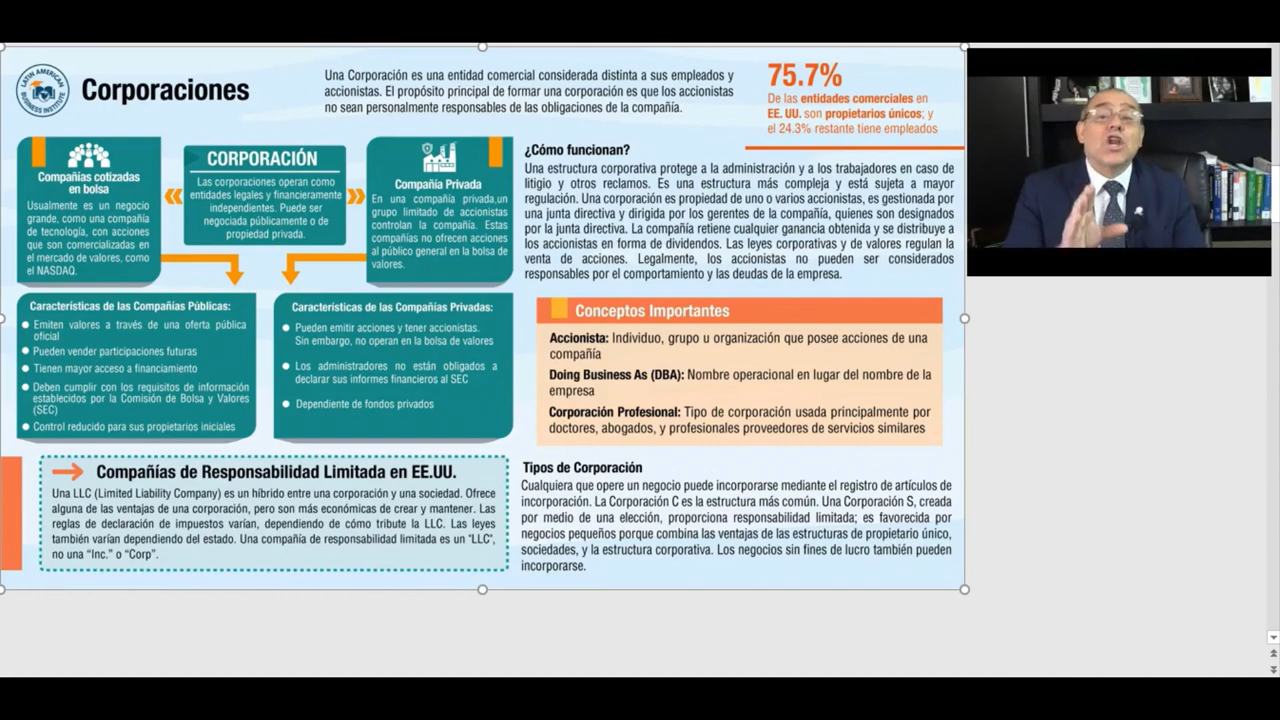 LATIN AMERICAN
BUSINESS INSTITUTE
Corporaciones
Una Corporación es una entidad comercial considerada distinta a sus empleados y
accionistas. El propósito principal de formar una corporación es que los accionistas
no sean personalmente responsables de las obligaciones de la compañía.
75.7%
De las entidades comerciales en
EE. UU. son propietarios únicos; y
el 24.3% restante tiene empleados
Compañías cotizadas
en bolsa
Usualmente es un negocio
grande, como una compañía
de tecnología, con acciones
que son comercializadas en
el mercado de valores, como
el NASDAQ.
CORPORACIÓN
Las corporaciones operan como
entidades legales y financieramente
independientes. Puede ser
negociada públicamente o de
propiedad privada.
Compañía Privada
En una compañía privada,un
grupo limitado de accionistas
controlan la compañía. Estas
compañías no ofrecen acciones
al público general en la bolsa de
valores.
¿Cómo funcionan?
Una estructura corporativa protege a la administración y a los trabajadores en caso de
litigio y otros reclamos. Es una estructura más compleja y está sujeta a mayor
regulación. Una corporación es propiedad de uno o varios accionistas, es gestionada por
una junta directiva y dirigida por los gerentes de la compañía, quienes son designados
por la junta directiva. La compañía retiene cualquier ganancia obtenida y se distribuye a
los accionistas en forma de dividendos. Las leyes corporativas y de valores regulan la
venta de acciones. Legalmente, los accionistas no pueden ser considerados
responsables por el comportamiento y las deudas de la empresa.
Características de las Compañías Públicas:
Emiten valores a través de una oferta pública
oficial
Pueden vender participaciones futuras
Tienen mayor acceso a financiamiento
Deben cumplir con los requisitos de información
establecidos por la Comisión de Bolsa y Valores
(SEC)
Control reducido para sus propietarios iniciales
Características de las Compañías Privadas:
Pueden emitir acciones y tener accionistas.
Sin embargo, no operan en la bolsa de valores
Los administradores no están obligados a
declarar sus informes financieros al SEC
Dependiente de fondos privados
Conceptos Importantes
Accionista: Individuo, grupo u organización que posee acciones de una
compañía
Doing Business As (DBA): Nombre operacional en lugar del nombre de la
empresa
Corporación Profesional: Tipo de corporación usada principalmente por
doctores, abogados, y profesionales proveedores de servicios similares
Compañías de Responsabilidad Limitada en EE.UU.
Una LLC (Limited Liability Company) es un híbrido entre una corporación y una sociedad. Ofrece
alguna de las ventajas de una corporación, pero son más económicas de crear y mantener. Las
reglas de declaración de impuestos varían, dependiendo de cómo tribute la LLC. Las leyes
también varían dependiendo del estado. Una compañía de responsabilidad limitada es un "LLC",
no una “Inc.” o “Corp”.
Tipos de Corporación
Cualquiera que opere un negocio puede incorporarse mediante el registro de artículos de
incorporación. La Corporación C es la estructura más común. Una Corporación S, creada
por medio de una elección, proporciona responsabilidad limitada; es favorecida por
negocios pequeños porque combina las ventajas de las estructuras de propietario único,
sociedades, y la estructura corporativa. Los negocios sin fines de lucro también pueden
incorporarse.